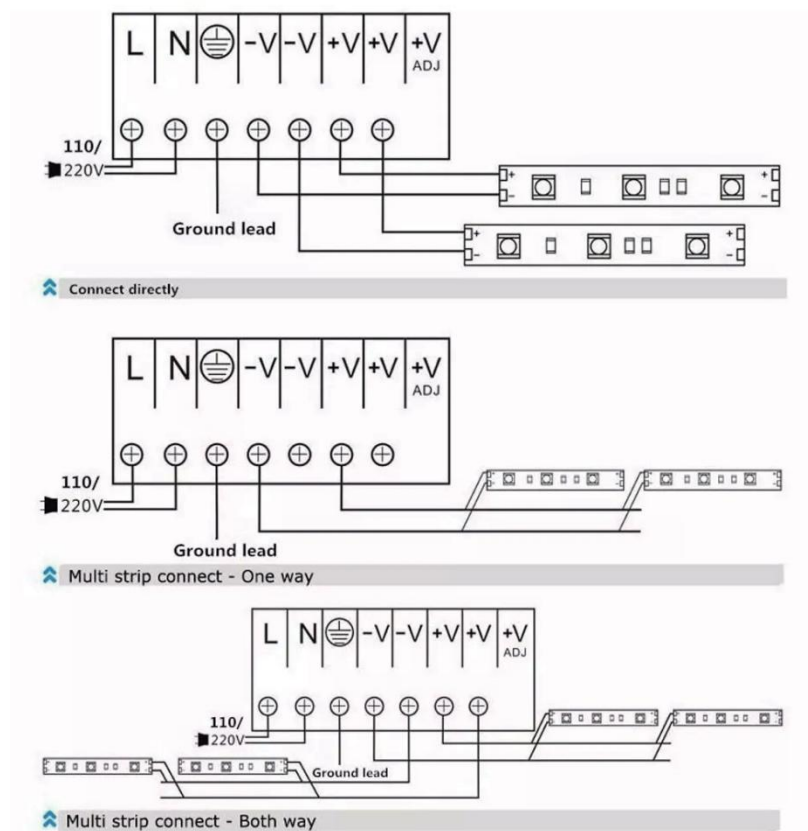 L N -V -V +V +V +V
ADJ
110/
220V
+ +
- -
Ground lead
+ +
- -
Connect directly
L N -V -V +V +V +V
ADJ
110/
220V
Ground lead
Multi strip connect - One way
L N -V -V +V +V +V
ADJ
110/
220V
Ground lead
Multi strip connect - Both way